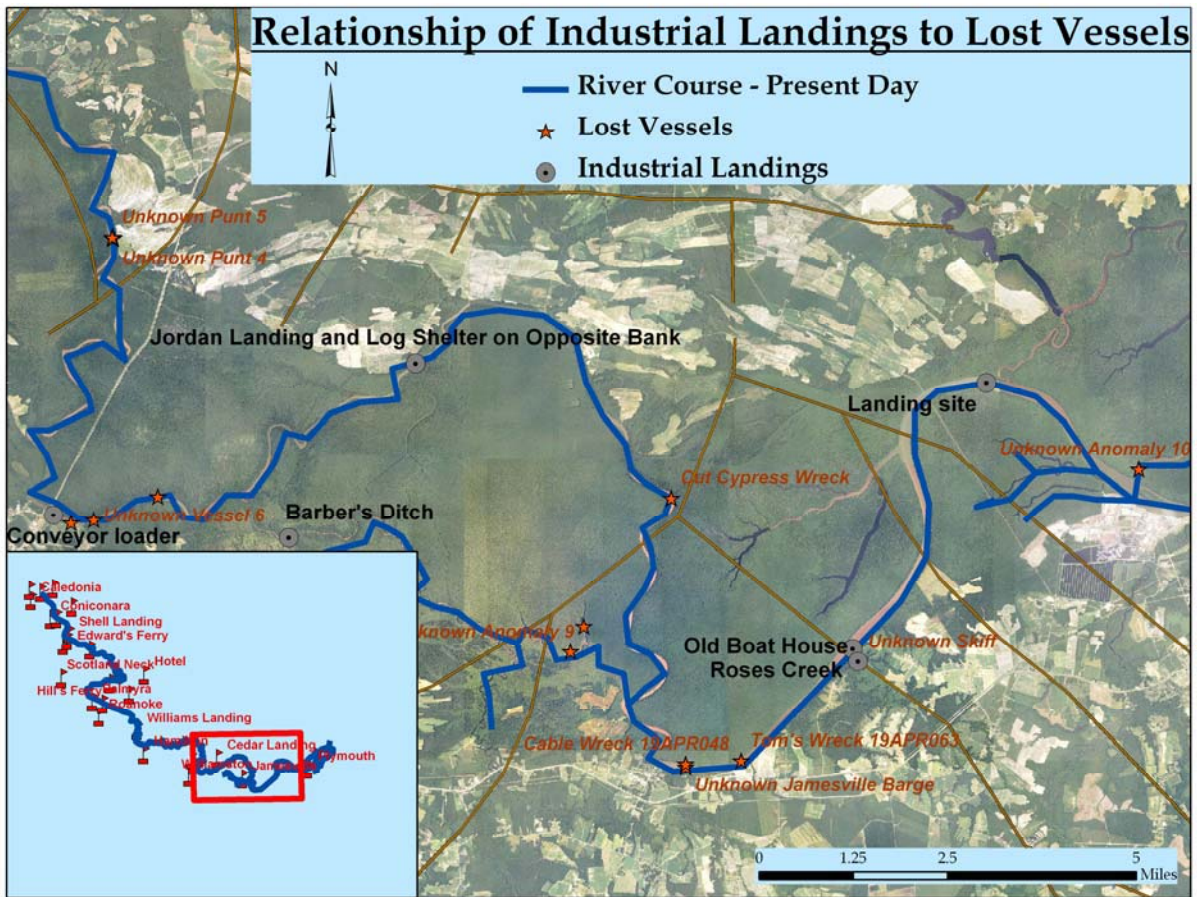 Relationship of Industrial Landings to Lost Vessels
N
River Course - Present Day
Lost Vessels
Industrial Landings
Unknown Punt 5
Unknown Punt 4
Jordan Landing and Log Shelter on Opposite Bank
Landing site
Unknown Anomaly 10
Cut Cypress Wreck
Unknown Vessel 6
Barber's Ditch
Conveyor loader
known Anomaly 9
Old Boat House
Unknown Skiff
Roses Creek
Cable Wreck 19APR048
Tom's Wreck 19APR063
Unknown Jamesville Barge
Caledonia
Coniconara
Shell Landing
Edward's Ferry
Scotland Neck
Hotel
Hill's Ferry
Palmyra
Roanoke
Williams Landing
Cedar Landing
Plymouth
0
1.25
2.5
5
Miles